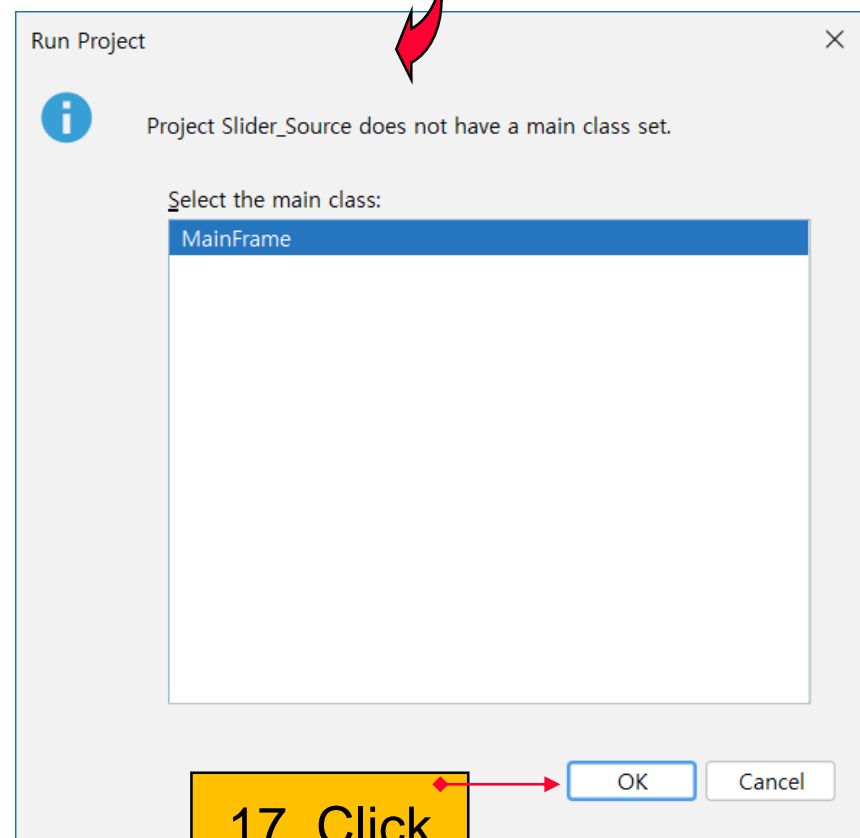 Run Project
Project Slider_Source does not have a main class set.
Select the main class:
MainFrame
OK Cancel
17. Click